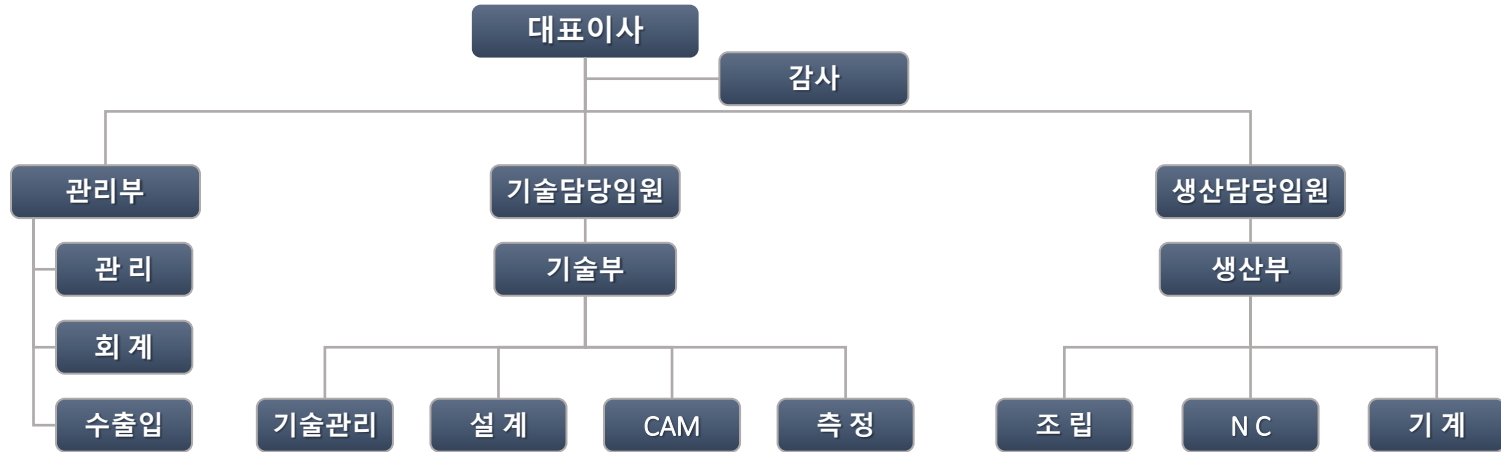 대표이사
감사
관리부
기술담당임원
생산담당임원
관 리
기술부
생산부
회 계
수출입
기술관리
설 계
CAM
측 정
조 립
N C
기 계